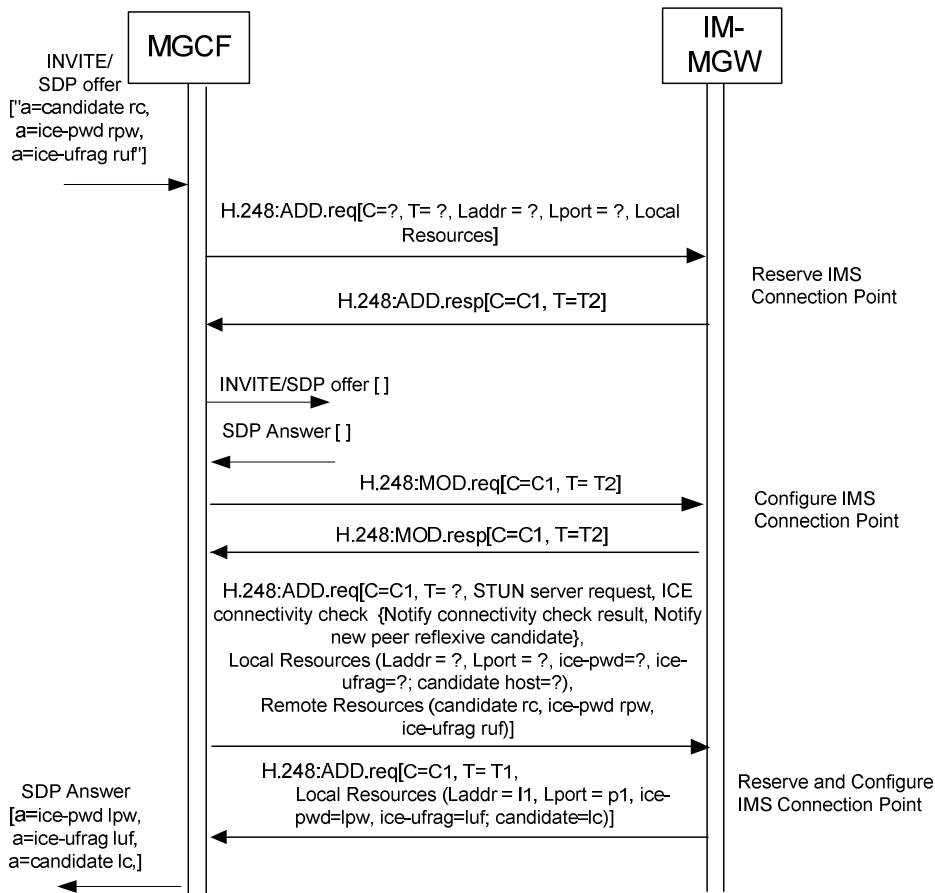 MGCF
IM-
MGW
INVITE/
SDP offer
["a=candidate rc,
a=ice-pwd rpw,
a=ice-ufrag ruf"]
H.248:ADD.req[C=?, T= ?, Laddr = ?, Lport = ?, Local
Resources]
Reserve IMS
Connection Point
H.248:ADD.resp[C=C1, T=T2]
INVITE/SDP offer [ ]
SDP Answer [ ]
H.248:MOD.req[C=C1, T= T2]
Configure IMS
Connection Point
H.248:MOD.resp[C=C1, T=T2]
H.248:ADD.req[C=C1, T= ?, STUN server request, ICE
connectivity check {Notify connectivity check result, Notify
new peer reflexive candidate},
Local Resources (Laddr = ?, Lport = ?, ice-pwd=?, ice-
ufrag=?; candidate host=?),
Remote Resources (candidate rc, ice-pwd rpw,
ice-ufrag ruf)]
H.248:ADD.req[C=C1, T= T1,
Local Resources (Laddr = l1, Lport = p1, ice-
pwd=lpw, ice-ufrag=luf; candidate=lc)]
Reserve and Configure
IMS Connection Point
SDP Answer
[a=ice-pwd lpw,
a=ice-ufrag luf,
a=candidate lc,]